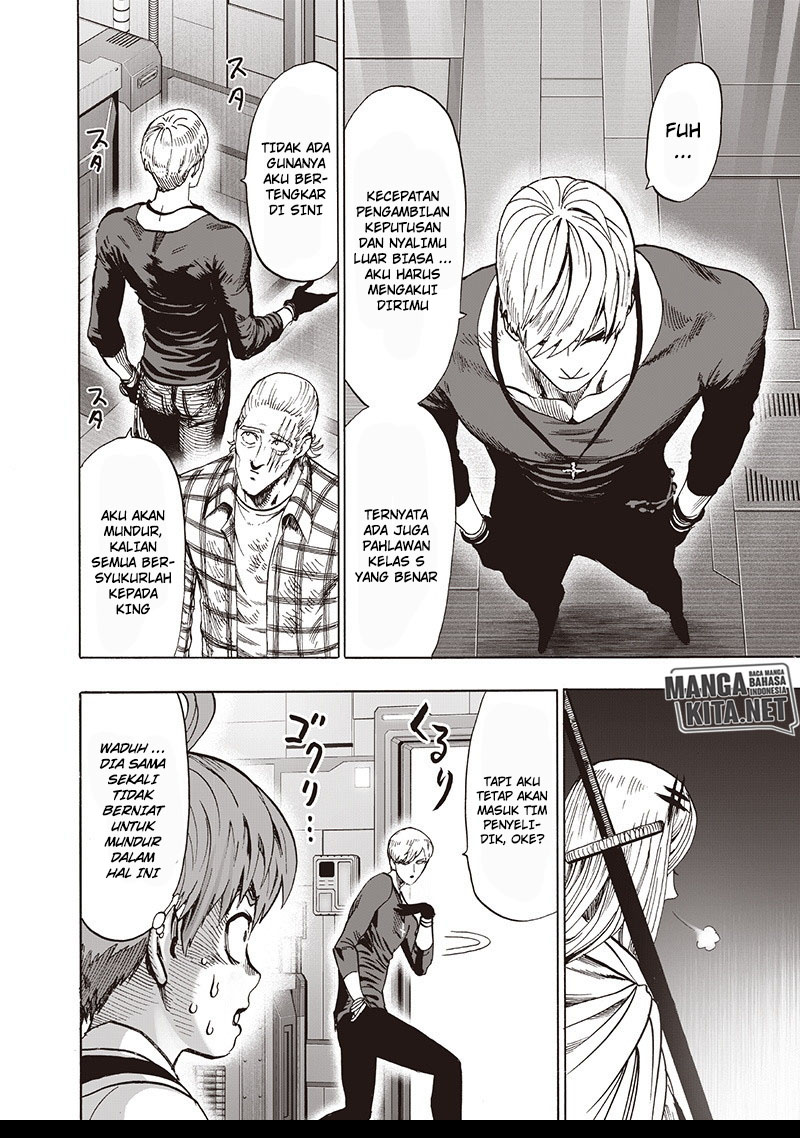 FUH
...
KECEPATAN
PENGAMBILAN
KEPUTUSAN
DAN NYALIMU
LUAR BIASA ...
AKU HARUS
MENGAKUI
DIRIMU
TERNYATA
ADA JUGA
PAHLAWAN
KELAS S
YANG BENAR
スタ
スタ
TIDAK ADA
GUNANYA
AKU BER-
TENGKAR
DI SINI
スタ
AKU AKAN
MUNDUR,
KALIAN
SEMUA BER-
SYUKURLAH
KEPADA
KING
MANGA
KITA.NET
BACA MANGA
BAHASA
INDONESIA
くるり
TAPI AKU
TETAP AKAN
MASUK TIM
PENYELI-
DIK, OKE?
ゴクリ...
WADUH ...
DIA SAMA
SEKALI
TIDAK
BERNIAT
UNTUK
MUNDUR
DALAM
HAL INI